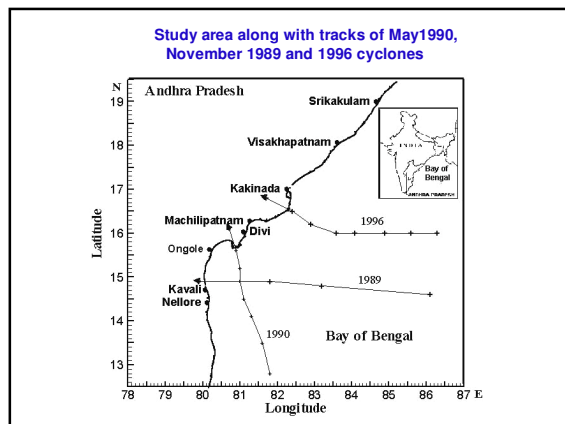 Study area along with tracks of May1990,
November 1989 and 1996 cyclones
N
Andhra Pradesh
19
Srikakulam
18
Visakhapatnam
INDIA
Bay of
Bengal
ANDHRA PRADESH
17
Kakinada
Machilipatnam
1996
16
Divi
Ongole
Latitude
15
1989
Kavali
Nellore
14
1990
Bay of Bengal
13
78 79 80 81 82 83 84 85 86 87 E
Longitude